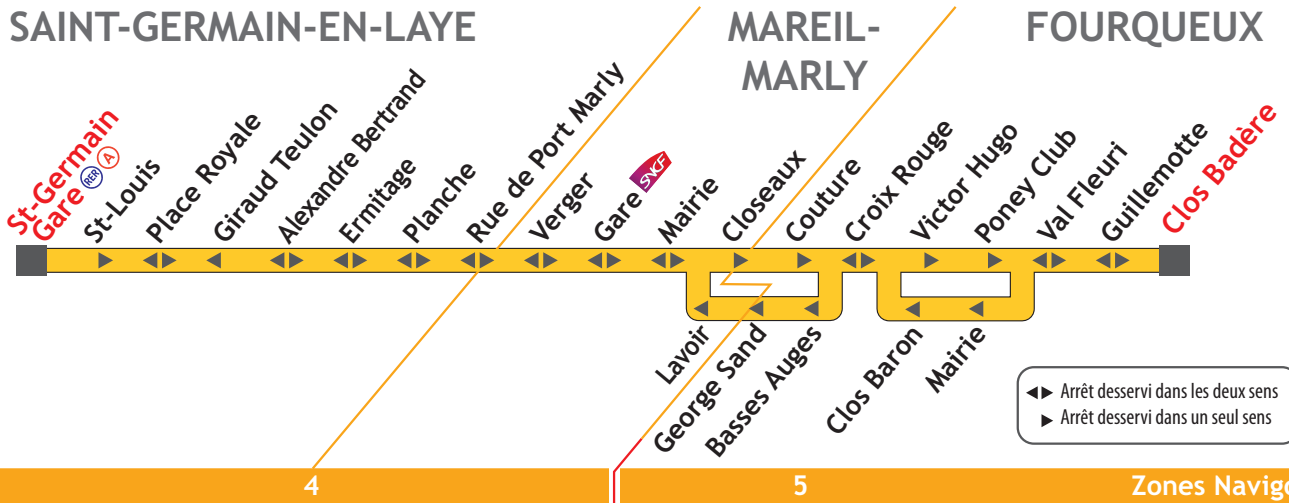 SAINT-GERMAIN-EN-LAYE
MAREIL-
MARLY
FOURQUEUX
St-Germain
Gare RER A
St-Louis
Place Royale
Giraud Teulon
Alexandre Bertrand
Ermitage
Planche
Rue de Port Marly
Verger
Gare SNCF
Mairie
Closeaux
Couture
Croix Rouge
Victor Hugo
Poney Club
Val Fleuri
Guillemotte
Clos Badère
Lavoir
George Sand
Basses Auges
Clos Baron
Mairie
Arrêt desservi dans les deux sens
Arrêt desservi dans un seul sens
4
5
Zones Navigo